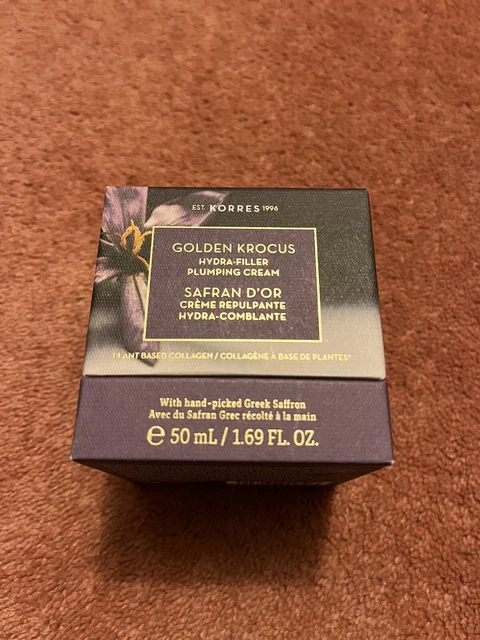 EST. KORRES 1996
GOLDEN KROCUS
HYDRA-FILLER
PLUMPING CREAM
SAFRAN D'OR
CRÈME REPULPANTE
HYDRA-COMBLANTE
PLANT BASED COLLAGEN / COLLAGÈNE À BASE DE PLANTES*
With hand-picked Greek Saffron
Avec du Safran Grec récolté à la main
℮ 50 mL / 1.69 FL. OZ.